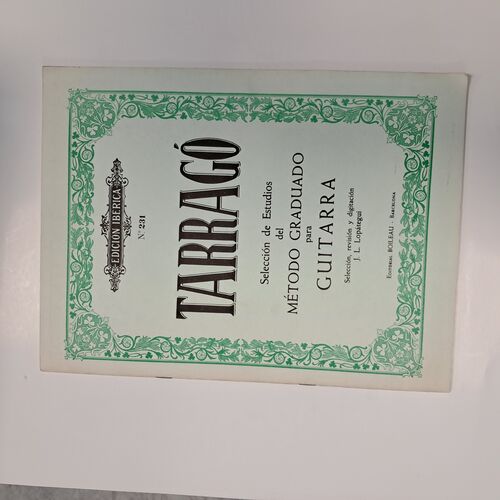 EDICIÓN IBÉRICA
Nº 231
TARRAGÓ
Selección de Estudios
del
MÉTODO GRADUADO
para
GUITARRA
Selección, revisión y digitación
J. L. Lopátegui
EDITORIAL BOILEAU - BARCELONA